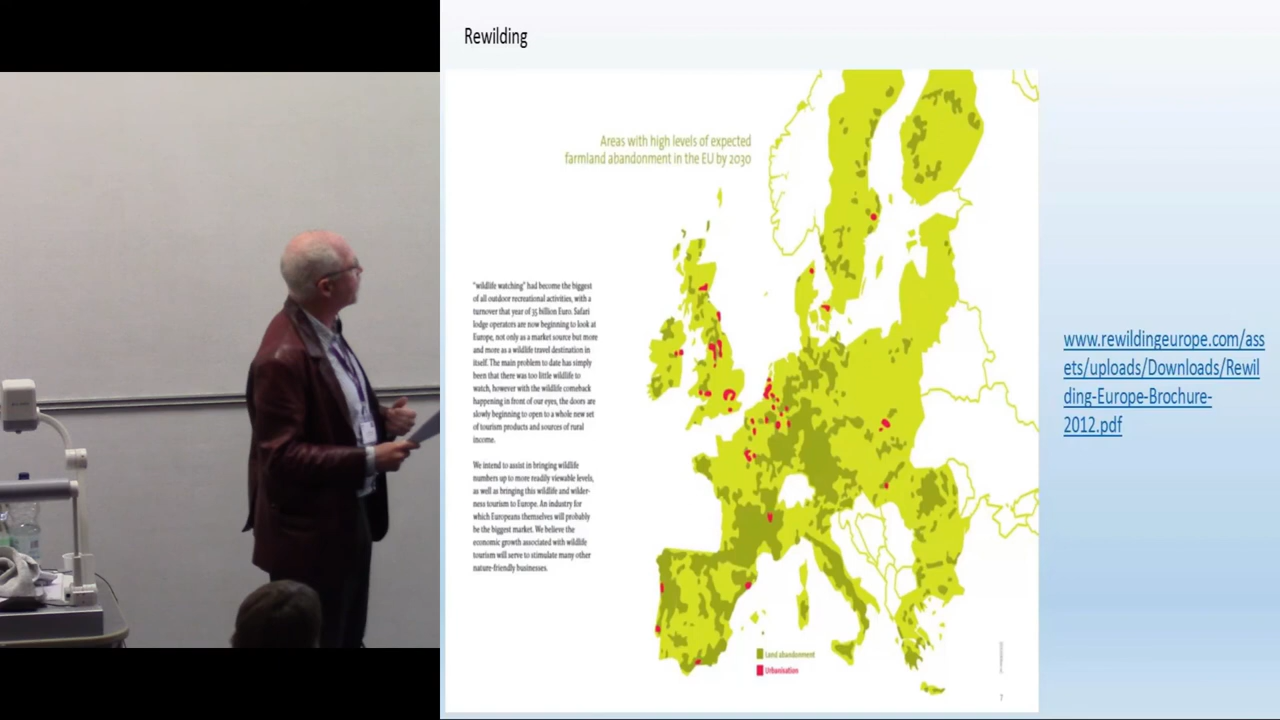 Rewilding
Areas with high levels of expected
farmland abandonment in the EU by 2030
"wildlife watching" had become the biggest
of all outdoor recreational activities, with a
turnover that year of 35 billion Euro. Safari
lodge operators are now beginning to look at
Europe, not only as a market source but more
and more as a wildlife travel destination in
itself. The main problem to date has simply
been that there was too little wildlife to
watch, however with the wildlife comeback
happening in front of our eyes, the doors are
slowly beginning to open to a whole new set
of tourism products and sources of rural
income.
We intend to assist in bringing wildlife
numbers up to more readily viewable levels,
as well as bringing this wildlife and wilder-
ness tourism to Europe. An industry for
which Europeans themselves will probably
be the biggest market. We believe the
economic growth associated with wildlife
tourism will serve to stimulate many other
nature-friendly businesses.
Land abandonment
Urbanisation
7
www.rewildingeurope.comass
ets/uploads/Downloads/Rewil
ding-Europe-Brochure-
2012.pdf